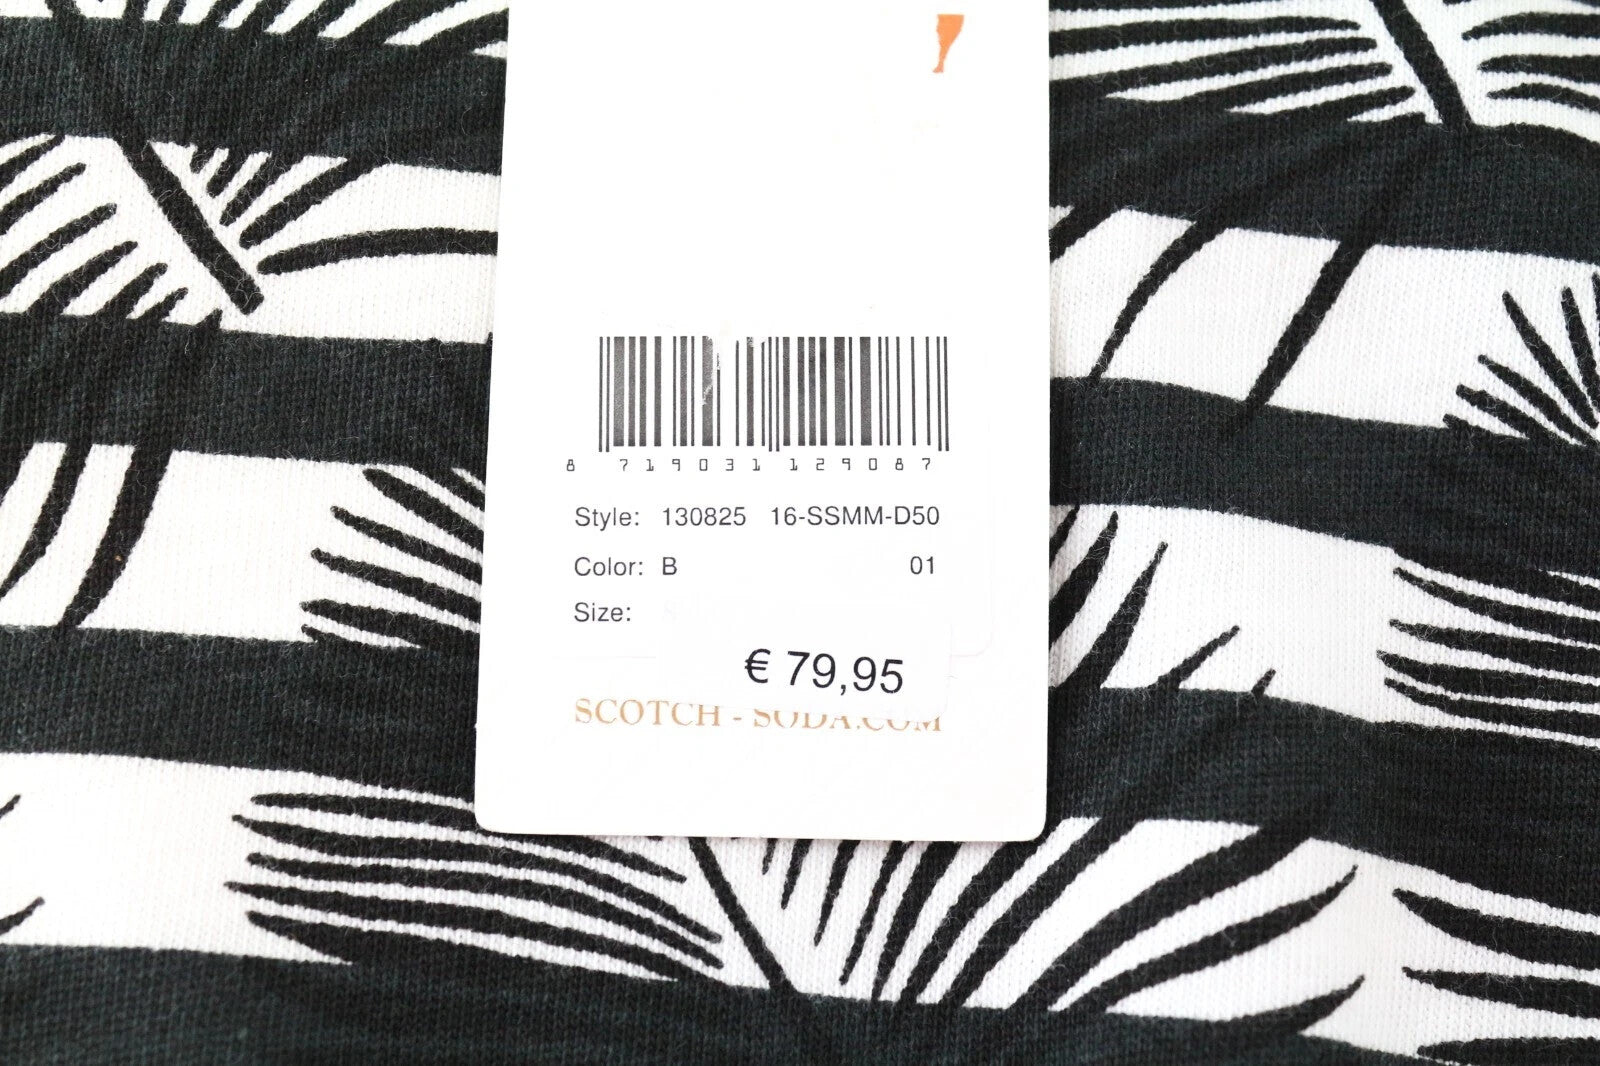 8 719031 129087
Style: 130825 16-SSMM-D50
Color: B 01
Size:
€ 79,95
SCOTCH - SODA.COM